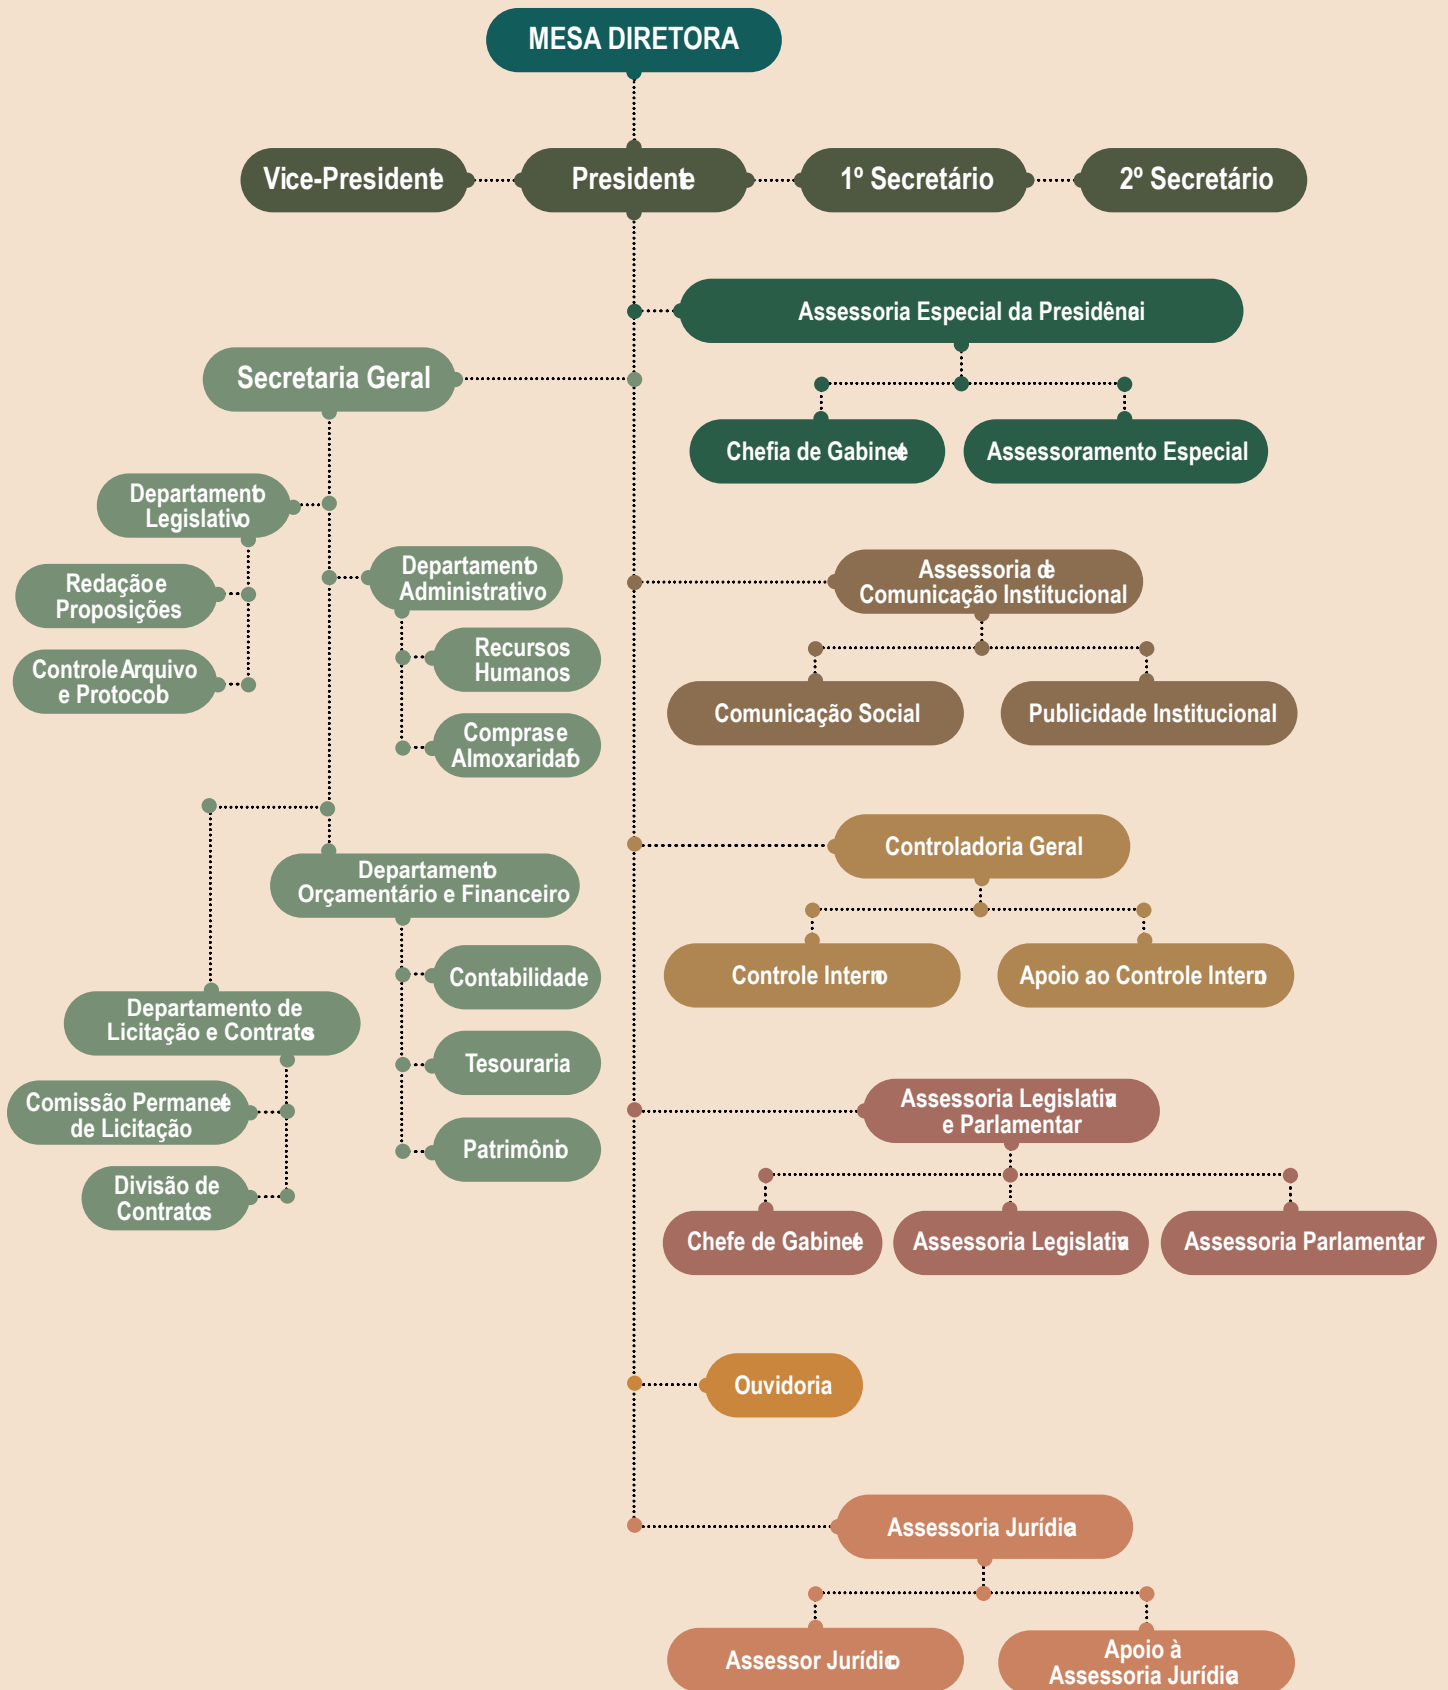 MESA DIRETORA
Vice-Presidente
Presidente
1º Secretário
2º Secretário
Assessoria Especial da Presidência
Secretaria Geral
Chefia de Gabinete
Assessoramento Especial
Departamento
Legislativo
Redação e
Proposições
Controle Arquivo
e Protocolo
Departamento
Administrativo
Recursos
Humanos
Compras e
Almoxaridafo
Assessoria de
Comunicação Institucional
Comunicação Social
Publicidade Institucional
Controladoria Geral
Controle Interno
Apoio ao Controle Interno
Departamento
Orçamentário e Financeiro
Contabilidade
Tesouraria
Patrimônio
Departamento de
Licitação e Contratos
Comissão Permanete
de Licitação
Divisão de
Contratos
Assessoria Legislativa
e Parlamentar
Chefe de Gabinete
Assessoria Legislativa
Assessoria Parlamentar
Ouvidoria
Assessoria Jurídica
Assessor Jurídico
Apoio à
Assessoria Jurídica